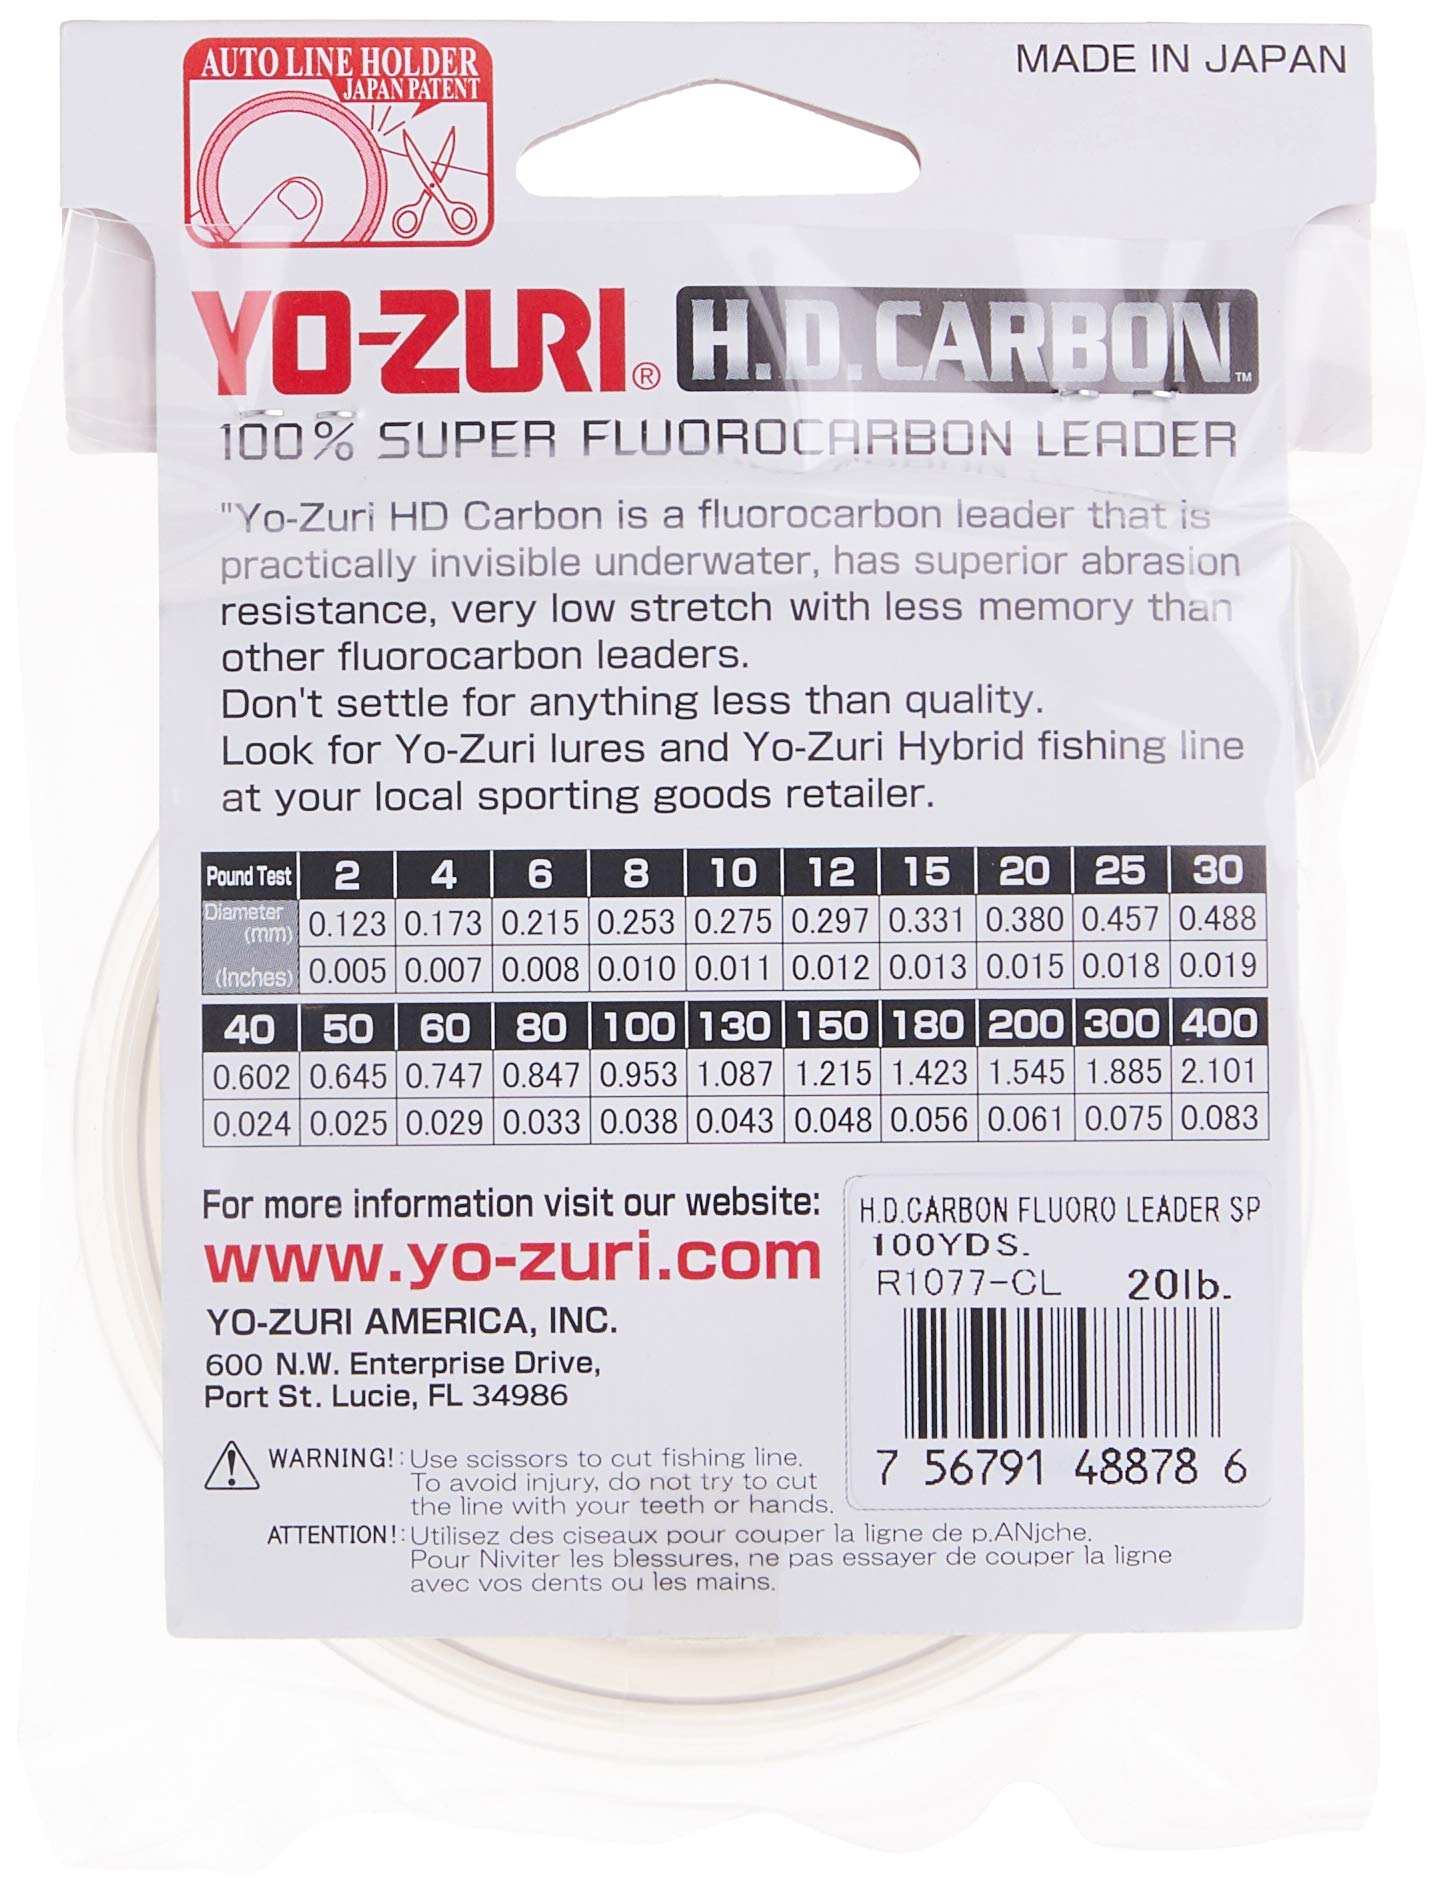 AUTO LINE HOLDER
JAPAN PATENT
MADE IN JAPAN
YO-ZURI® H.D.CARBON™
100% SUPER FLUOROCARBON LEADER
"Yo-Zuri HD Carbon is a fluorocarbon leader that is
practically invisible underwater, has superior abrasion
resistance, very low stretch with less memory than
other fluorocarbon leaders.
Don't settle for anything less than quality.
Look for Yo-Zuri lures and Yo-Zuri Hybrid fishing line
at your local sporting goods retailer.
Pound Test 2 4 6 8 10 12 15 20 25 30
Diameter (mm) 0.123 0.173 0.215 0.253 0.275 0.297 0.331 0.380 0.457 0.488
(Inches) 0.005 0.007 0.008 0.010 0.011 0.012 0.013 0.015 0.018 0.019
40 50 60 80 100 130 150 180 200 300 400
0.602 0.645 0.747 0.847 0.953 1.087 1.215 1.423 1.545 1.885 2.101
0.024 0.025 0.029 0.033 0.038 0.043 0.048 0.056 0.061 0.075 0.083
For more information visit our website:
www.yo-zuri.com
YO-ZURI AMERICA, INC.
600 N.W. Enterprise Drive,
Port St. Lucie, FL 34986
H.D.CARBON FLUORO LEADER SP
100YDS.
R1077-CL 20lb.
7 56791 48878 6
WARNING!: Use scissors to cut fishing line.
To avoid injury, do not try to cut
the line with your teeth or hands.
ATTENTION!: Utilisez des ciseaux pour couper la ligne de p.ANjche.
Pour Niviter les blessures, ne pas essayer de couper la ligne
avec vos dents ou les mains.